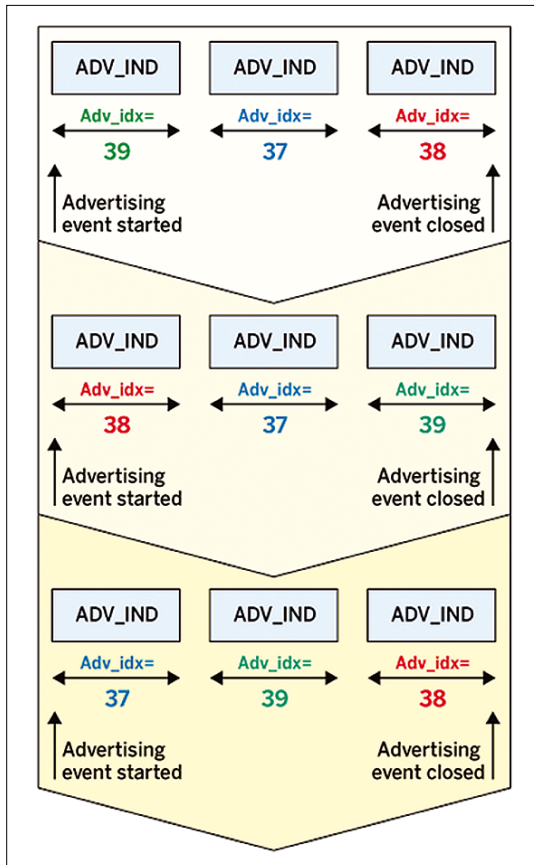 ADV_IND ADV_IND ADV_IND
Adv_idx= Adv_idx= Adv_idx=
39 37 38
Advertising Advertising
event started event closed
ADV_IND ADV_IND ADV_IND
Adv_idx= Adv_idx= Adv_idx=
38 37 39
Advertising Advertising
event started event closed
ADV_IND ADV_IND ADV_IND
Adv_idx= Adv_idx= Adv_idx=
37 39 38
Advertising Advertising
event started event closed